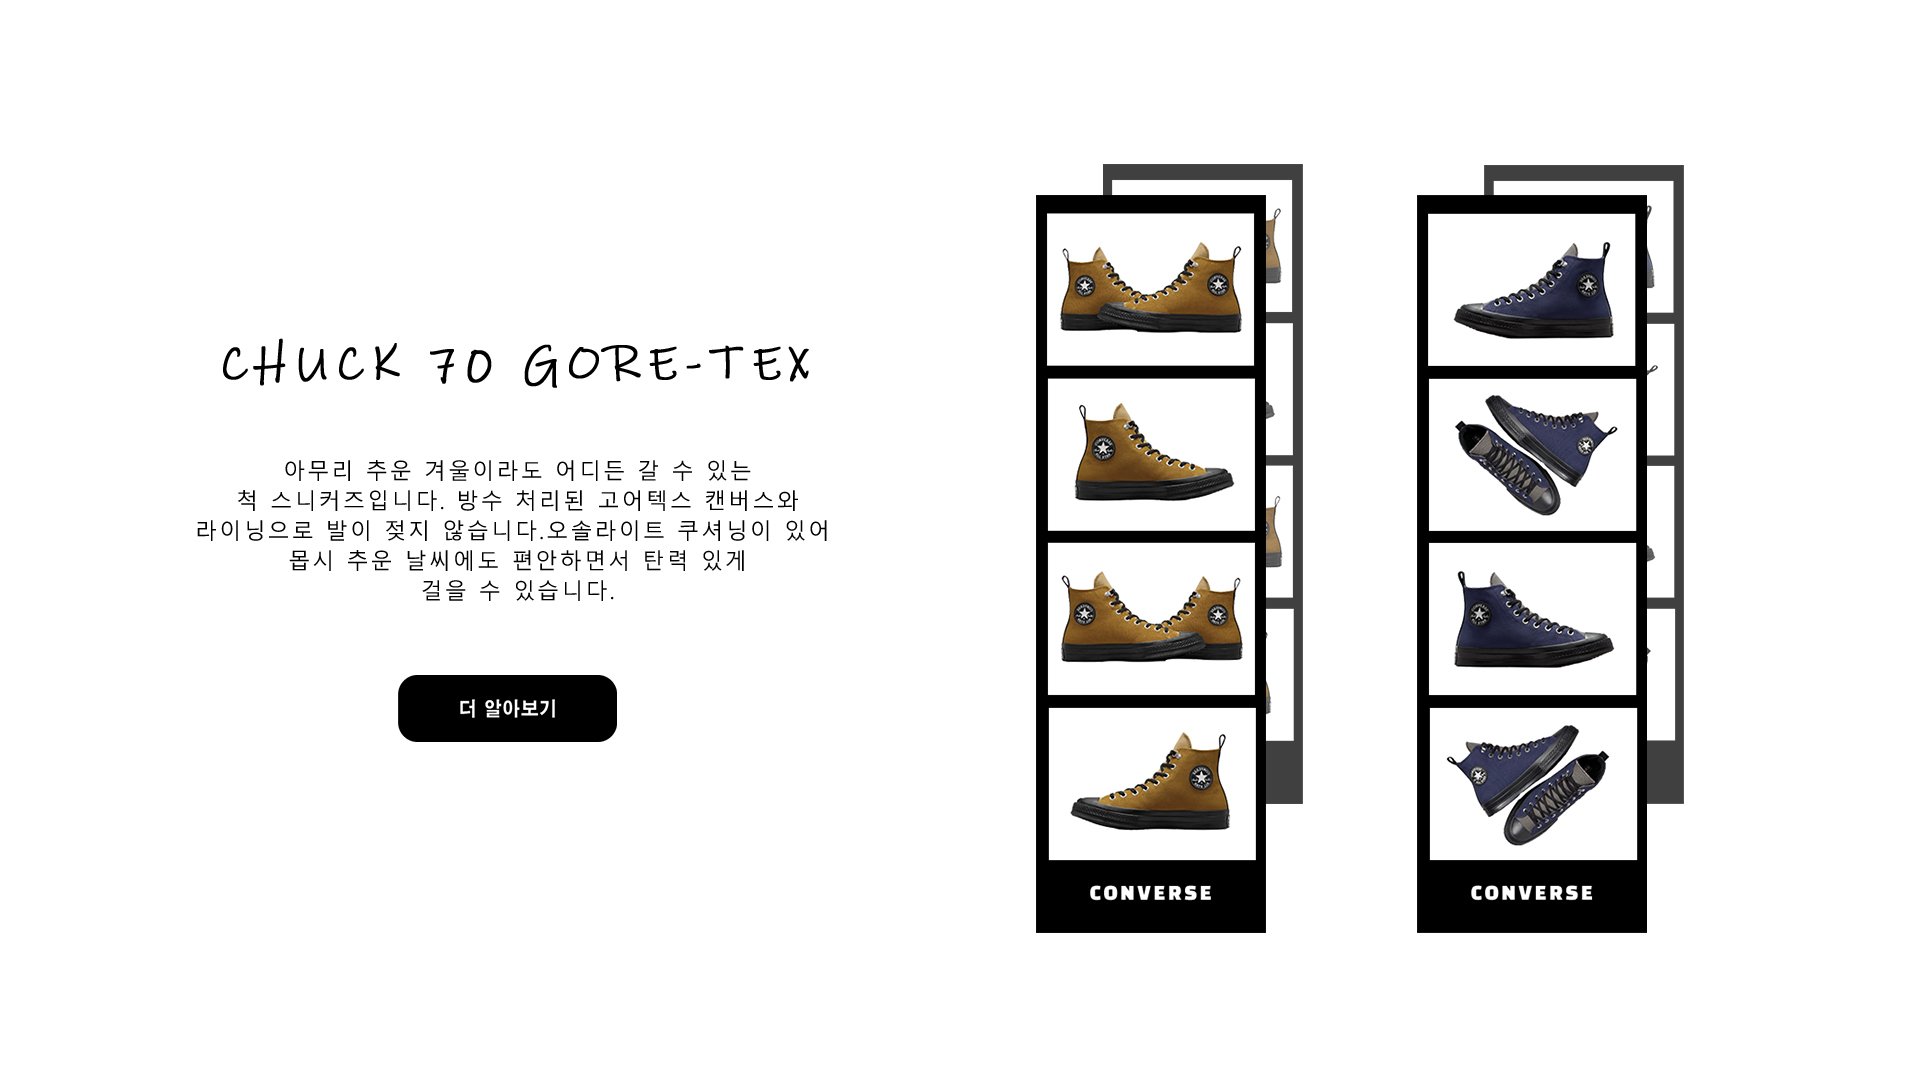 CHUCK 70 GORE-TEX
아무리 추운 겨울이라도 어디든 갈 수 있는
척 스니커즈입니다. 방수 처리된 고어텍스 캔버스와
라이닝으로 발이 젖지 않습니다.오솔라이트 쿠셔닝이 있어
몹시 추운 날씨에도 편안하면서 탄력 있게
걸을 수 있습니다.
더 알아보기
CONVERSE
CONVERSE